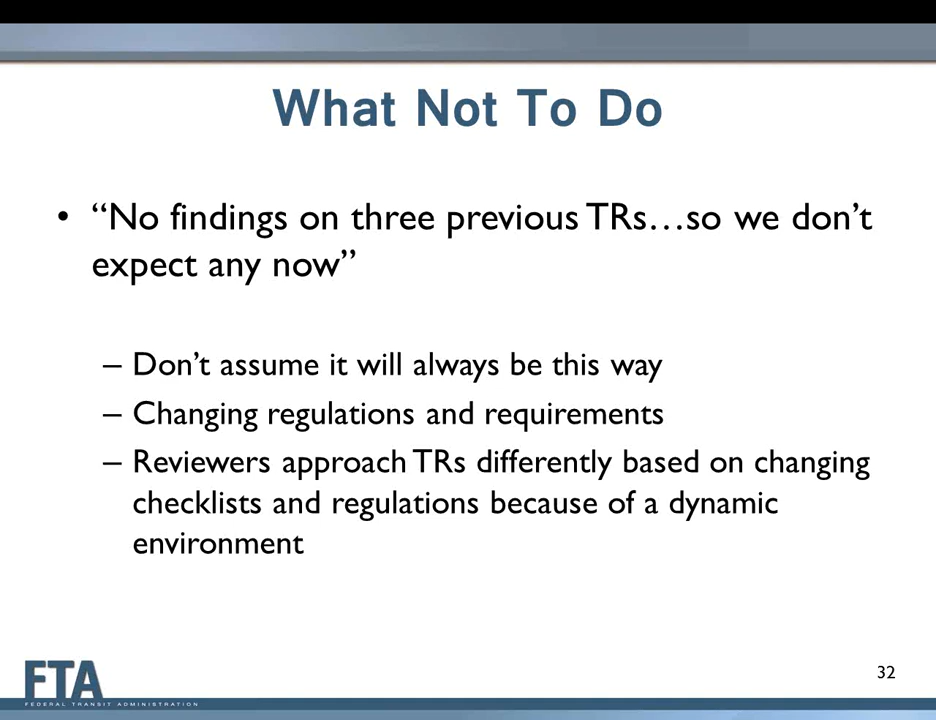 What Not To Do
• “No findings on three previous TRs…so we don’t
expect any now”
– Don’t assume it will always be this way
– Changing regulations and requirements
– Reviewers approach TRs differently based on changing
checklists and regulations because of a dynamic
environment
32
FTA
FEDERAL TRANSIT ADMINISTRATION